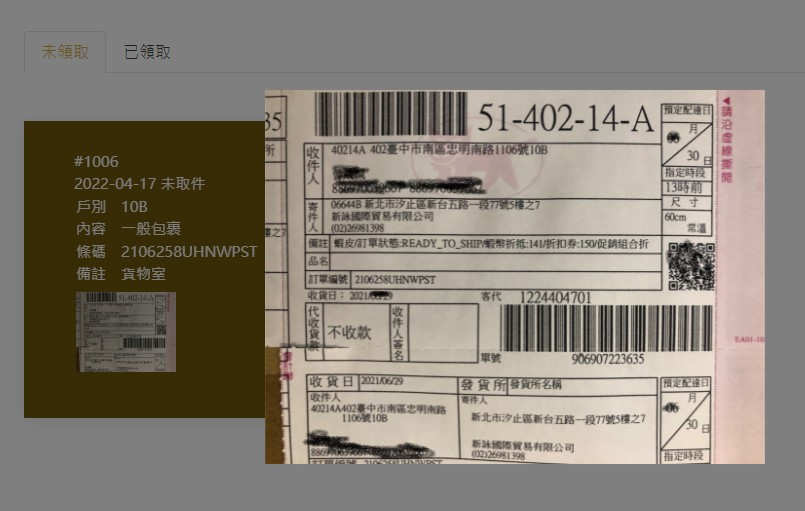 未領取
已領取
#1006
2022-04-17 未取件
戶別 10B
內容 一般包裹
條碼 2106258UHNWPST
備註 貨物室
51-402-14-A
預定配達日
月
30 日
指定時段
13時前
尺 寸
60cm
常溫
請沿虛線撕開
收件人
40214A 402臺中市南區忠明南路1106號10B
寄件人
06644B 新北市汐止區新台五路一段77號5樓之7
新詠國際貿易有限公司
(02)26981398
備註 蝦皮/訂單狀態:READY_TO_SHIP/蝦幣折抵:141/折扣券:150/促銷組合折
品名
訂單編號 2106258UHNWPST
收貨日:
客代 1224404701
代收貨款 不收款
收件人簽名
單號 906907223635
EA01-10
收 貨 日 2021/06/29
發 貨 所 發貨所名稱
預定配達日
月
30 日
指定時段
收件人
40214A402臺中市南區忠明南路
1106號10B
寄件人
新北市汐止區新台五路一段77號5樓之7
新詠國際貿易有限公司
(02)26981398
訂單編號 2106258UHNWPST